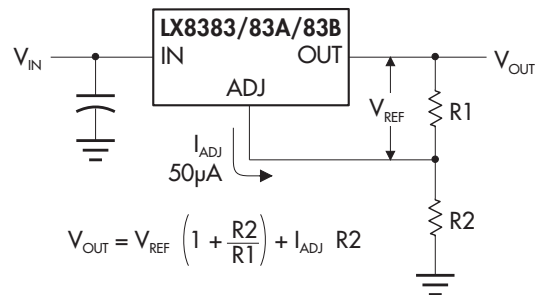 LX8383/83A/83B
IN OUT
ADJ
V_IN
V_OUT
V_REF
R1
I_ADJ
50µA
R2
V_OUT = V_REF (1 + R2/R1) + I_ADJ R2